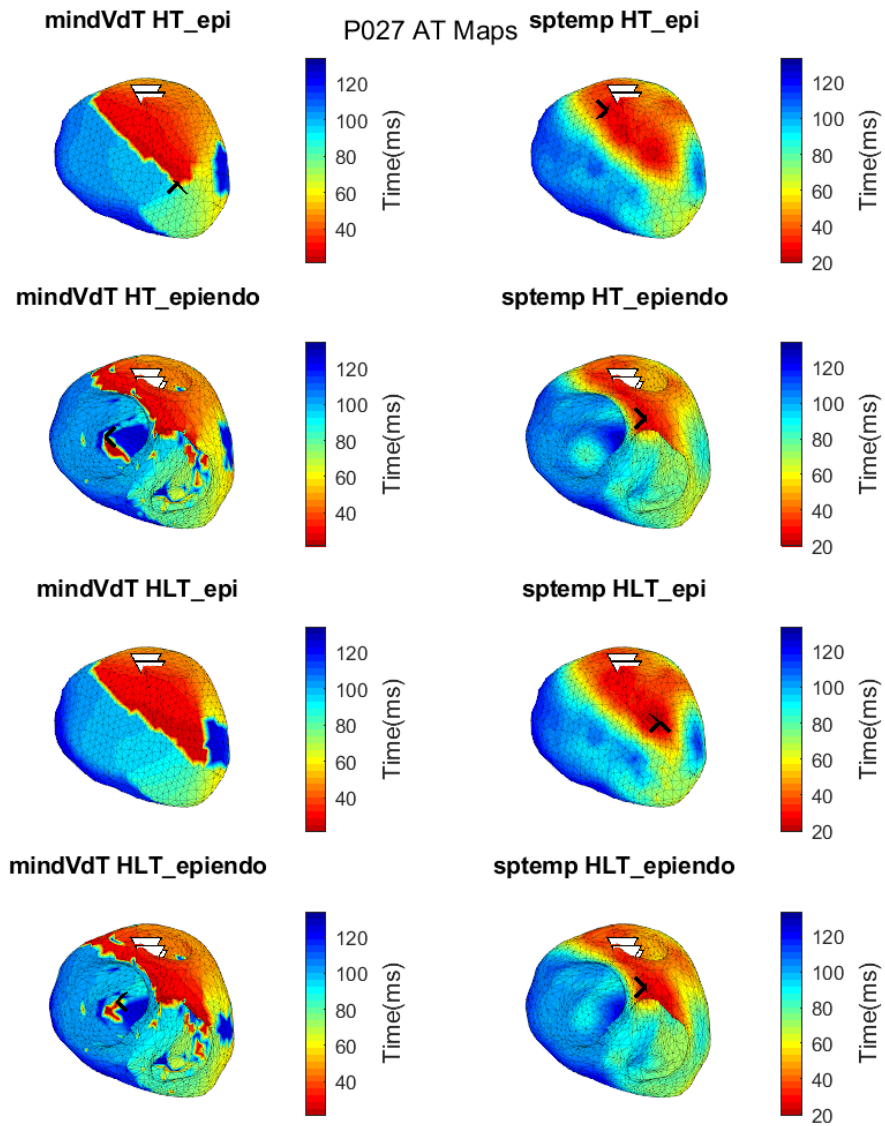 P027 AT Maps
mindVdT HT_epi
120
100
80
60
40
Time(ms)
sptemp HT_epi
120
100
80
60
40
20
Time(ms)
mindVdT HT_epiendo
120
100
80
60
40
Time(ms)
sptemp HT_epiendo
120
100
80
60
40
20
Time(ms)
mindVdT HLT_epi
120
100
80
60
40
Time(ms)
sptemp HLT_epi
120
100
80
60
40
20
Time(ms)
mindVdT HLT_epiendo
120
100
80
60
40
Time(ms)
sptemp HLT_epiendo
120
100
80
60
40
20
Time(ms)